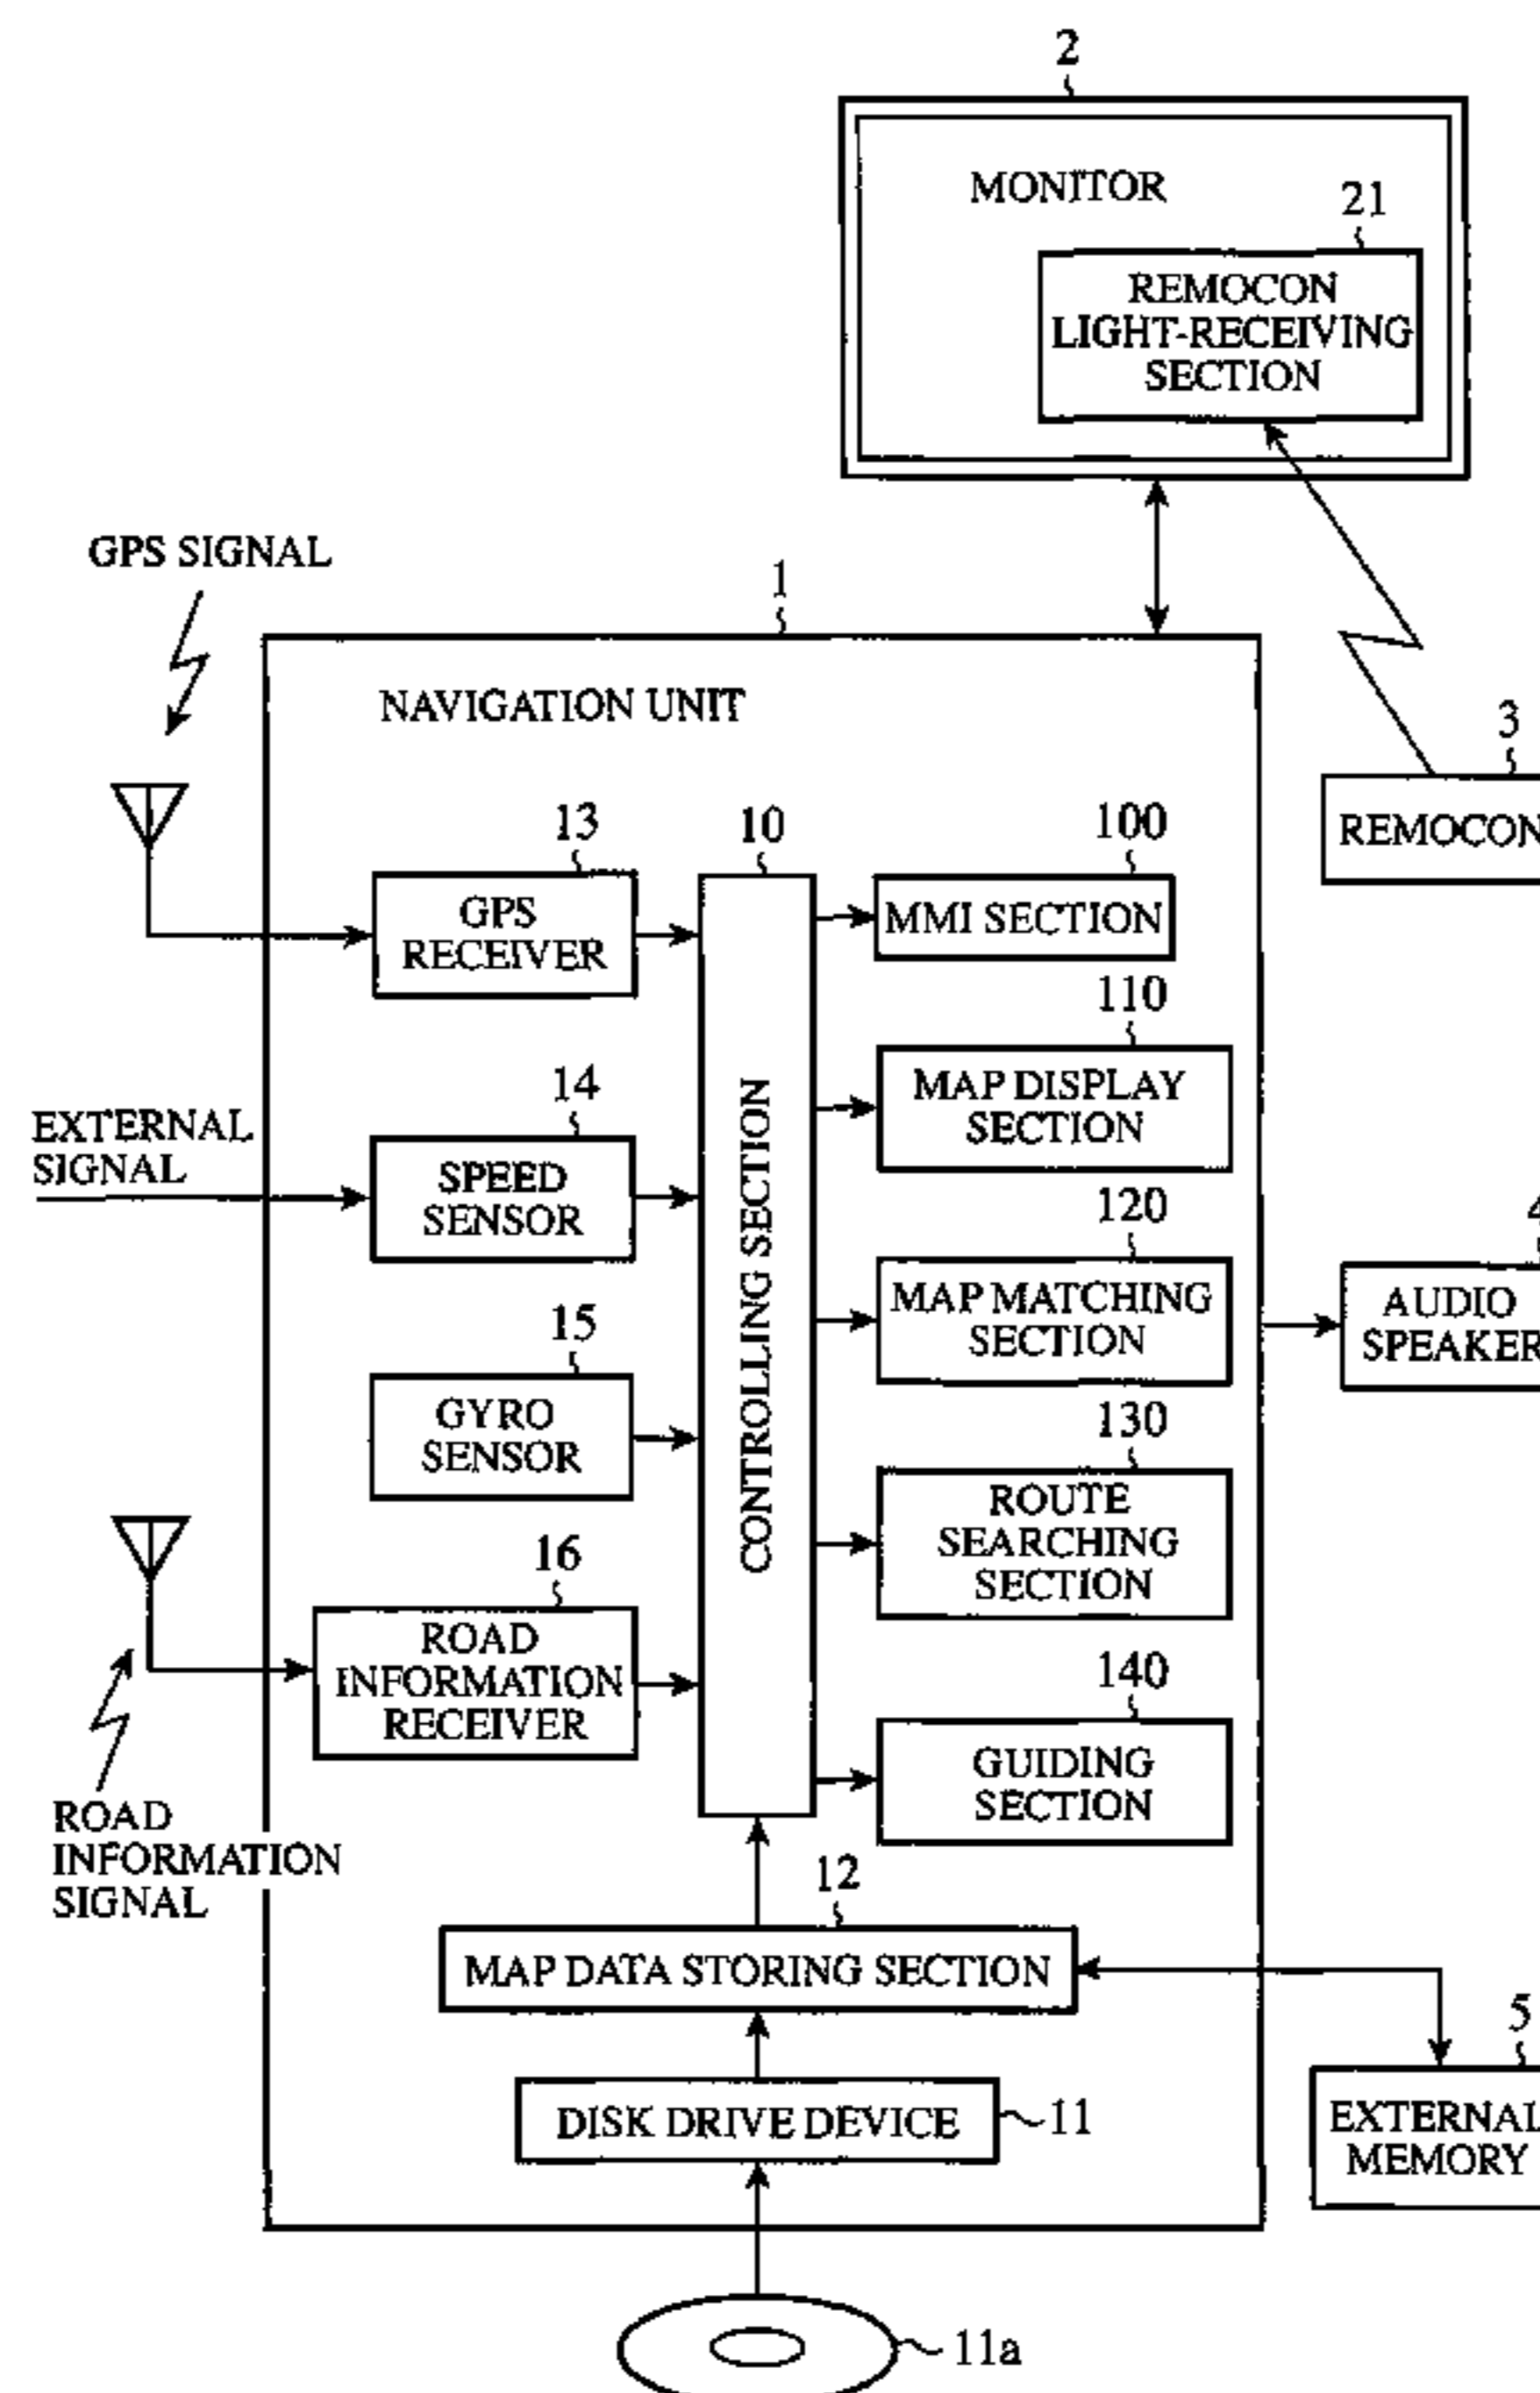 2
MONITOR
21
REMOCON
LIGHT-RECEIVING
SECTION
GPS SIGNAL
1
NAVIGATION UNIT
3
REMOCON
13
10
100
GPS
RECEIVER
MMI SECTION
110
MAP DISPLAY
SECTION
14
EXTERNAL
SIGNAL
SPEED
SENSOR
CONTROLLING SECTION
120
MAP MATCHING
SECTION
4
AUDIO
SPEAKER
15
GYRO
SENSOR
130
ROUTE
SEARCHING
SECTION
16
ROAD
INFORMATION
RECEIVER
140
GUIDING
SECTION
ROAD
INFORMATION
SIGNAL
12
MAP DATA STORING SECTION
5
EXTERNAL
MEMORY
DISK DRIVE DEVICE
11
11a